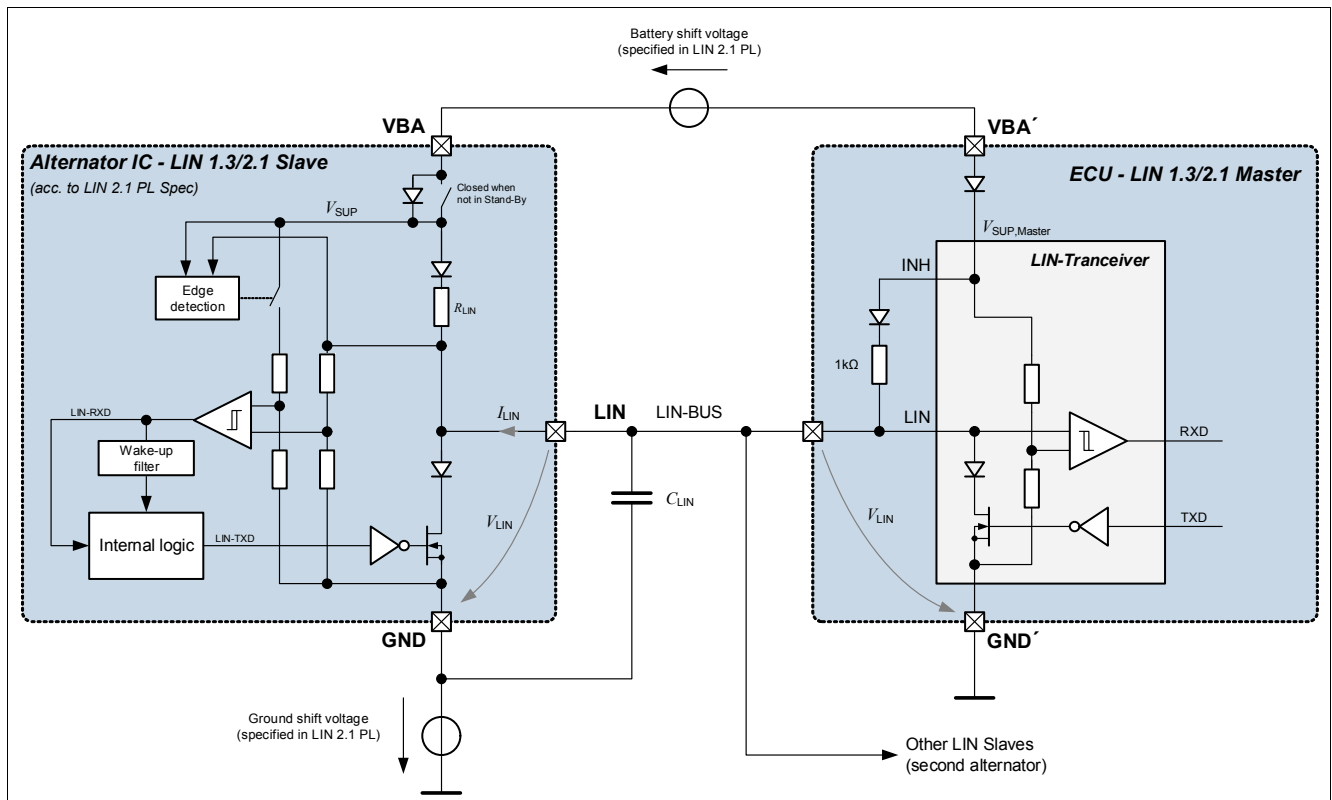 Battery shift voltage
(specified in LIN 2.1 PL)
VBA
VBA´
Alternator IC - LIN 1.3/2.1 Slave
(acc. to LIN 2.1 PL Spec)
ECU - LIN 1.3/2.1 Master
Closed when
not in Stand-By
VSUP
VSUP,Master
INH
LIN-Tranceiver
Edge
detection
RLIN
1kΩ
LIN-RXD
ILIN
LIN
LIN-BUS
LIN
RXD
Wake-up
filter
CLIN
VLIN
VLIN
TXD
Internal logic
LIN-TXD
GND
GND´
Ground shift voltage
(specified in LIN 2.1 PL)
Other LIN Slaves
(second alternator)